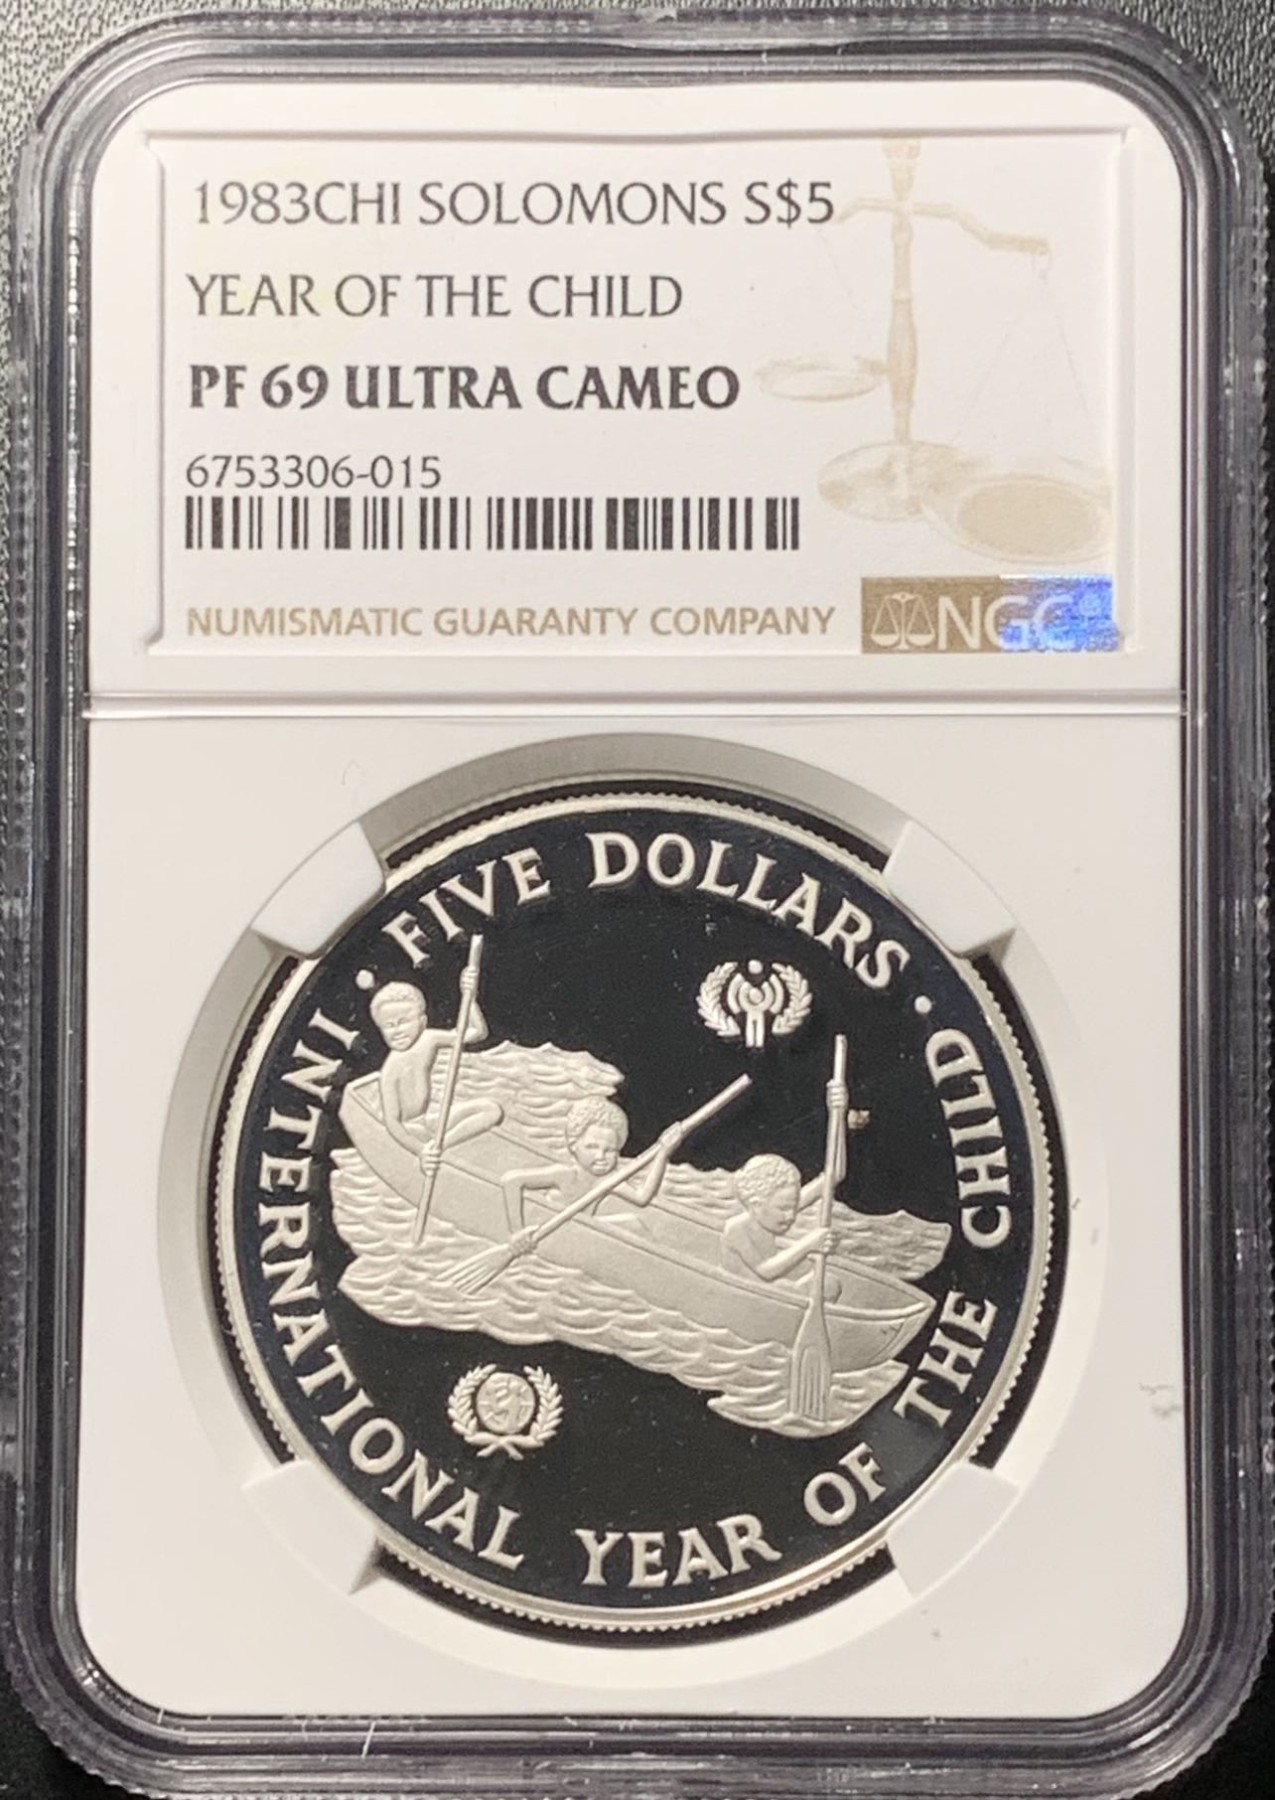 1983CHI SOLOMONS S$5
YEAR OF THE CHILD
PF 69 ULTRA CAMEO
6753306-015
NUMISMATIC GUARANTY COMPANY
NGC
· FIVE DOLLARS ·
INTERNATIONAL YEAR OF THE CHILD